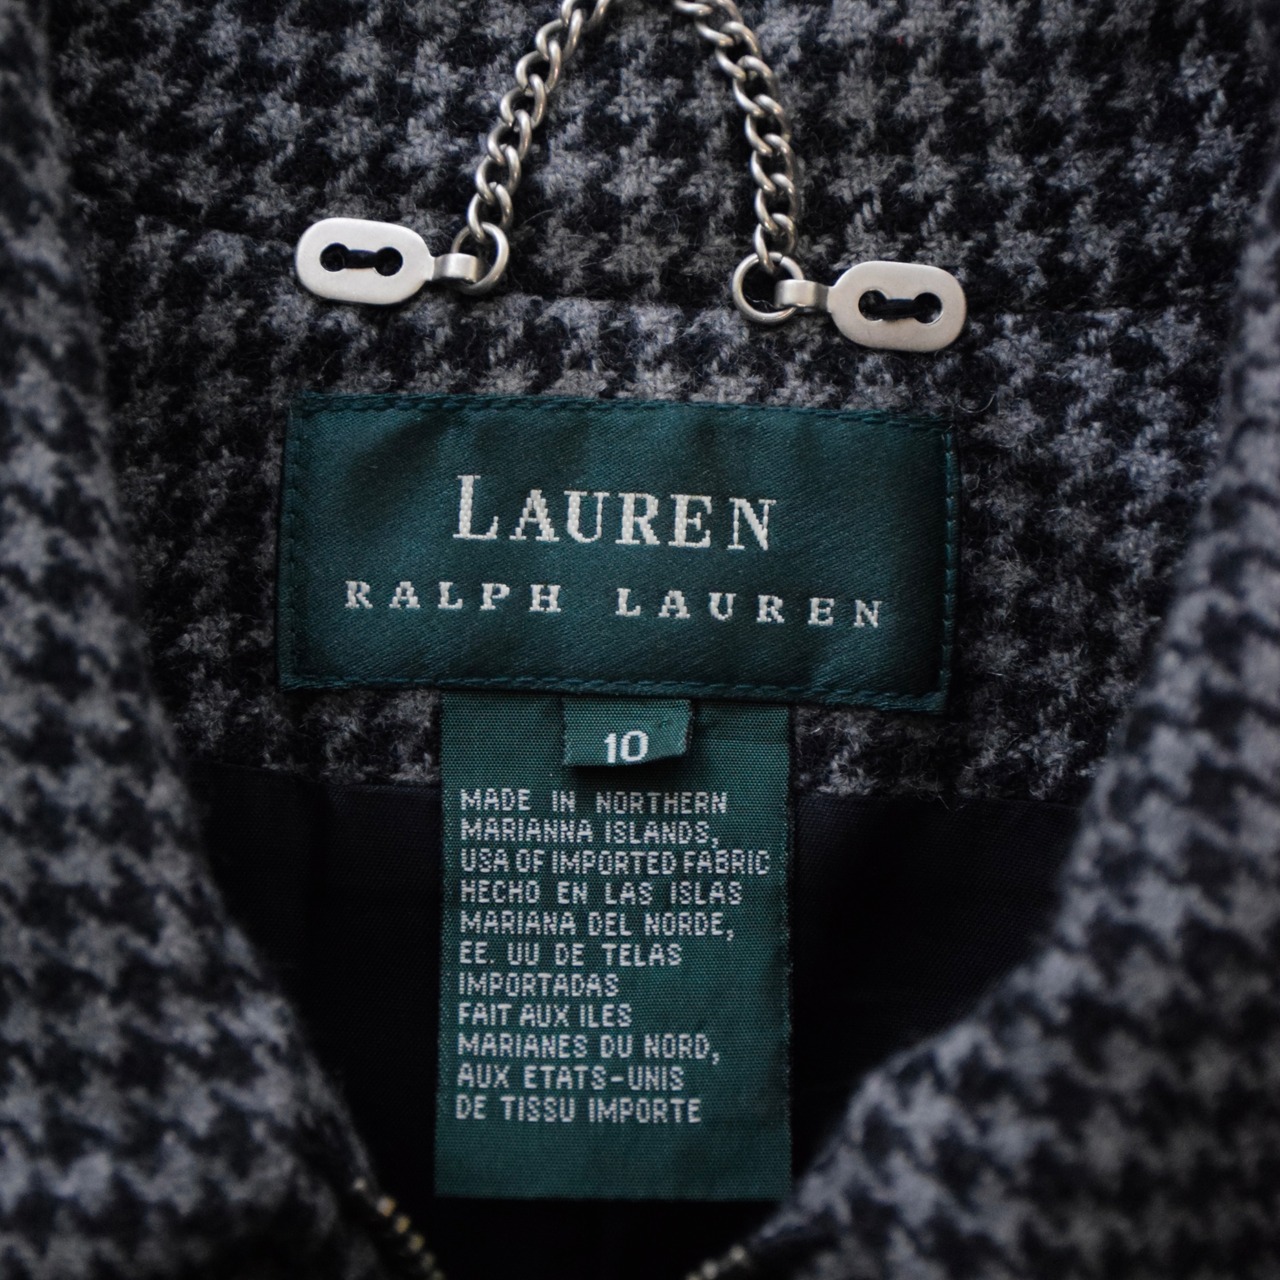 LAUREN
RALPH LAUREN
10
MADE IN NORTHERN
MARIANNA ISLANDS,
USA OF IMPORTED FABRIC
HECHO EN LAS ISLAS
MARIANA DEL NORDE,
EE. UU DE TELAS
IMPORTADAS
FAIT AUX ILES
MARIANES DU NORD,
AUX ETATS-UNIS
DE TISSU IMPORTE